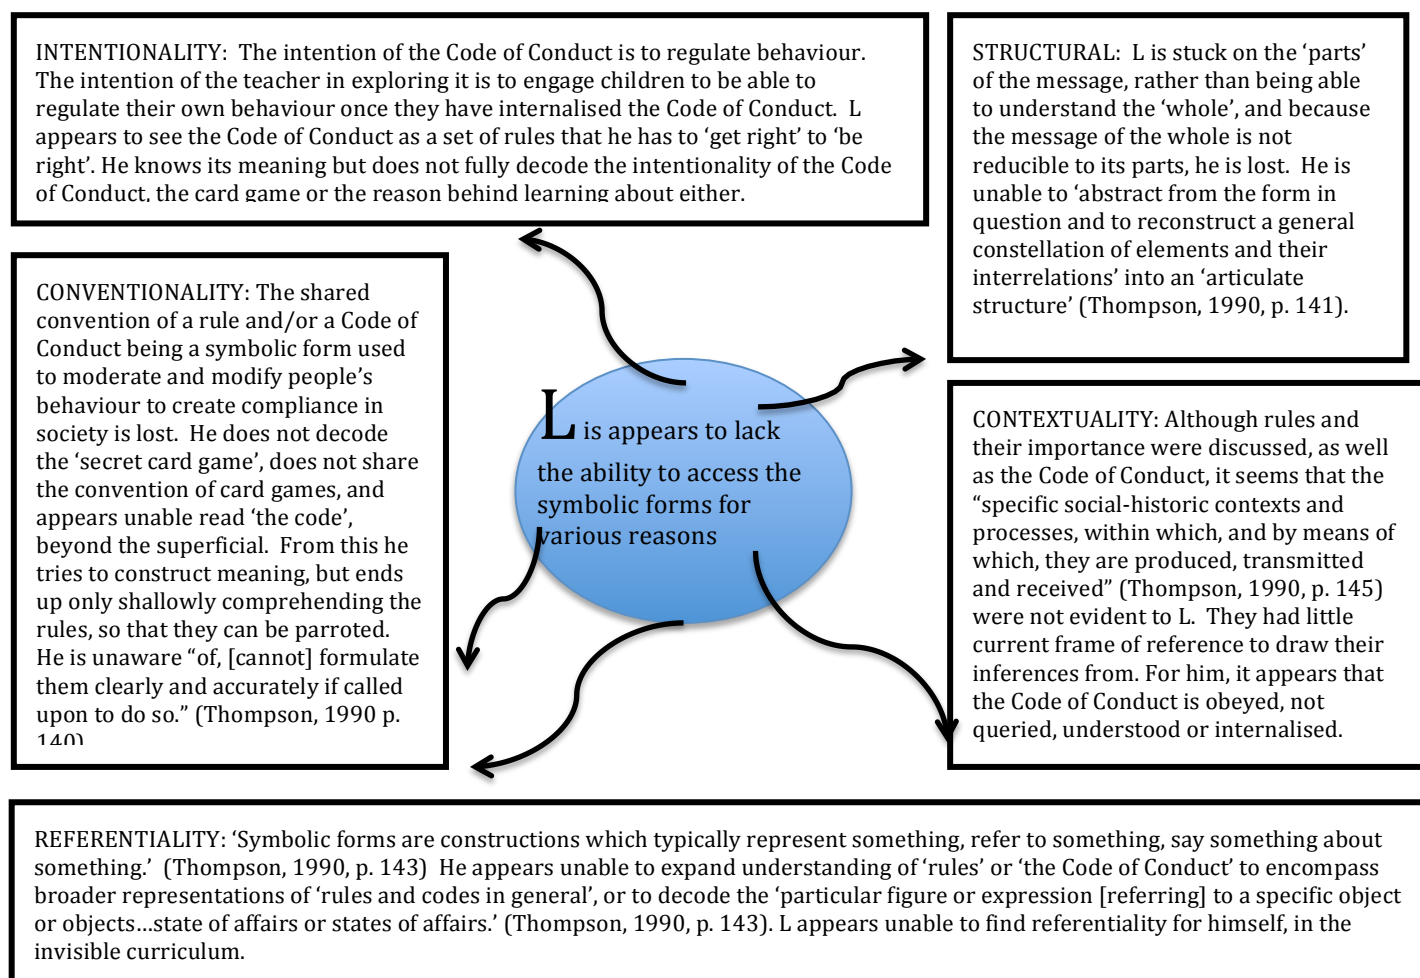 INTENTIONALITY:  The intention of the Code of Conduct is to regulate behaviour.
The intention of the teacher in exploring it is to engage children to be able to
regulate their own behaviour once they have internalised the Code of Conduct.  L
appears to see the Code of Conduct as a set of rules that he has to ‘get right’ to ‘be
right’. He knows its meaning but does not fully decode the intentionality of the Code
of Conduct, the card game or the reason behind learning about either.
STRUCTURAL:  L is stuck on the ‘parts’
of the message, rather than being able
to understand the ‘whole’, and because
the message of the whole is not
reducible to its parts, he is lost.  He is
unable to ‘abstract from the form in
question and to reconstruct a general
constellation of elements and their
interrelations’ into an ‘articulate
structure’ (Thompson, 1990, p. 141).
CONVENTIONALITY: The shared
convention of a rule and/or a Code of
Conduct being a symbolic form used
to moderate and modify people’s
behaviour to create compliance in
society is lost.  He does not decode
the ‘secret card game’, does not share
the convention of card games, and
appears unable read ‘the code’,
beyond the superficial.  From this he
tries to construct meaning, but ends
up only shallowly comprehending the
rules, so that they can be parroted.
He is unaware “of, [cannot] formulate
them clearly and accurately if called
upon to do so.” (Thompson, 1990 p.
140)
L is appears to lack
the ability to access the
symbolic forms for
various reasons
CONTEXTUALITY: Although rules and
their importance were discussed, as well
as the Code of Conduct, it seems that the
“specific social-historic contexts and
processes, within which, and by means of
which, they are produced, transmitted
and received” (Thompson, 1990, p. 145)
were not evident to L.  They had little
current frame of reference to draw their
inferences from. For him, it appears that
the Code of Conduct is obeyed, not
queried, understood or internalised.
REFERENTIALITY: ‘Symbolic forms are constructions which typically represent something, refer to something, say something about
something.’  (Thompson, 1990, p. 143)  He appears unable to expand understanding of ‘rules’ or ‘the Code of Conduct’ to encompass
broader representations of ‘rules and codes in general’, or to decode the ‘particular figure or expression [referring] to a specific object
or objects…state of affairs or states of affairs.’ (Thompson, 1990, p. 143). L appears unable to find referentiality for himself, in the
invisible curriculum.